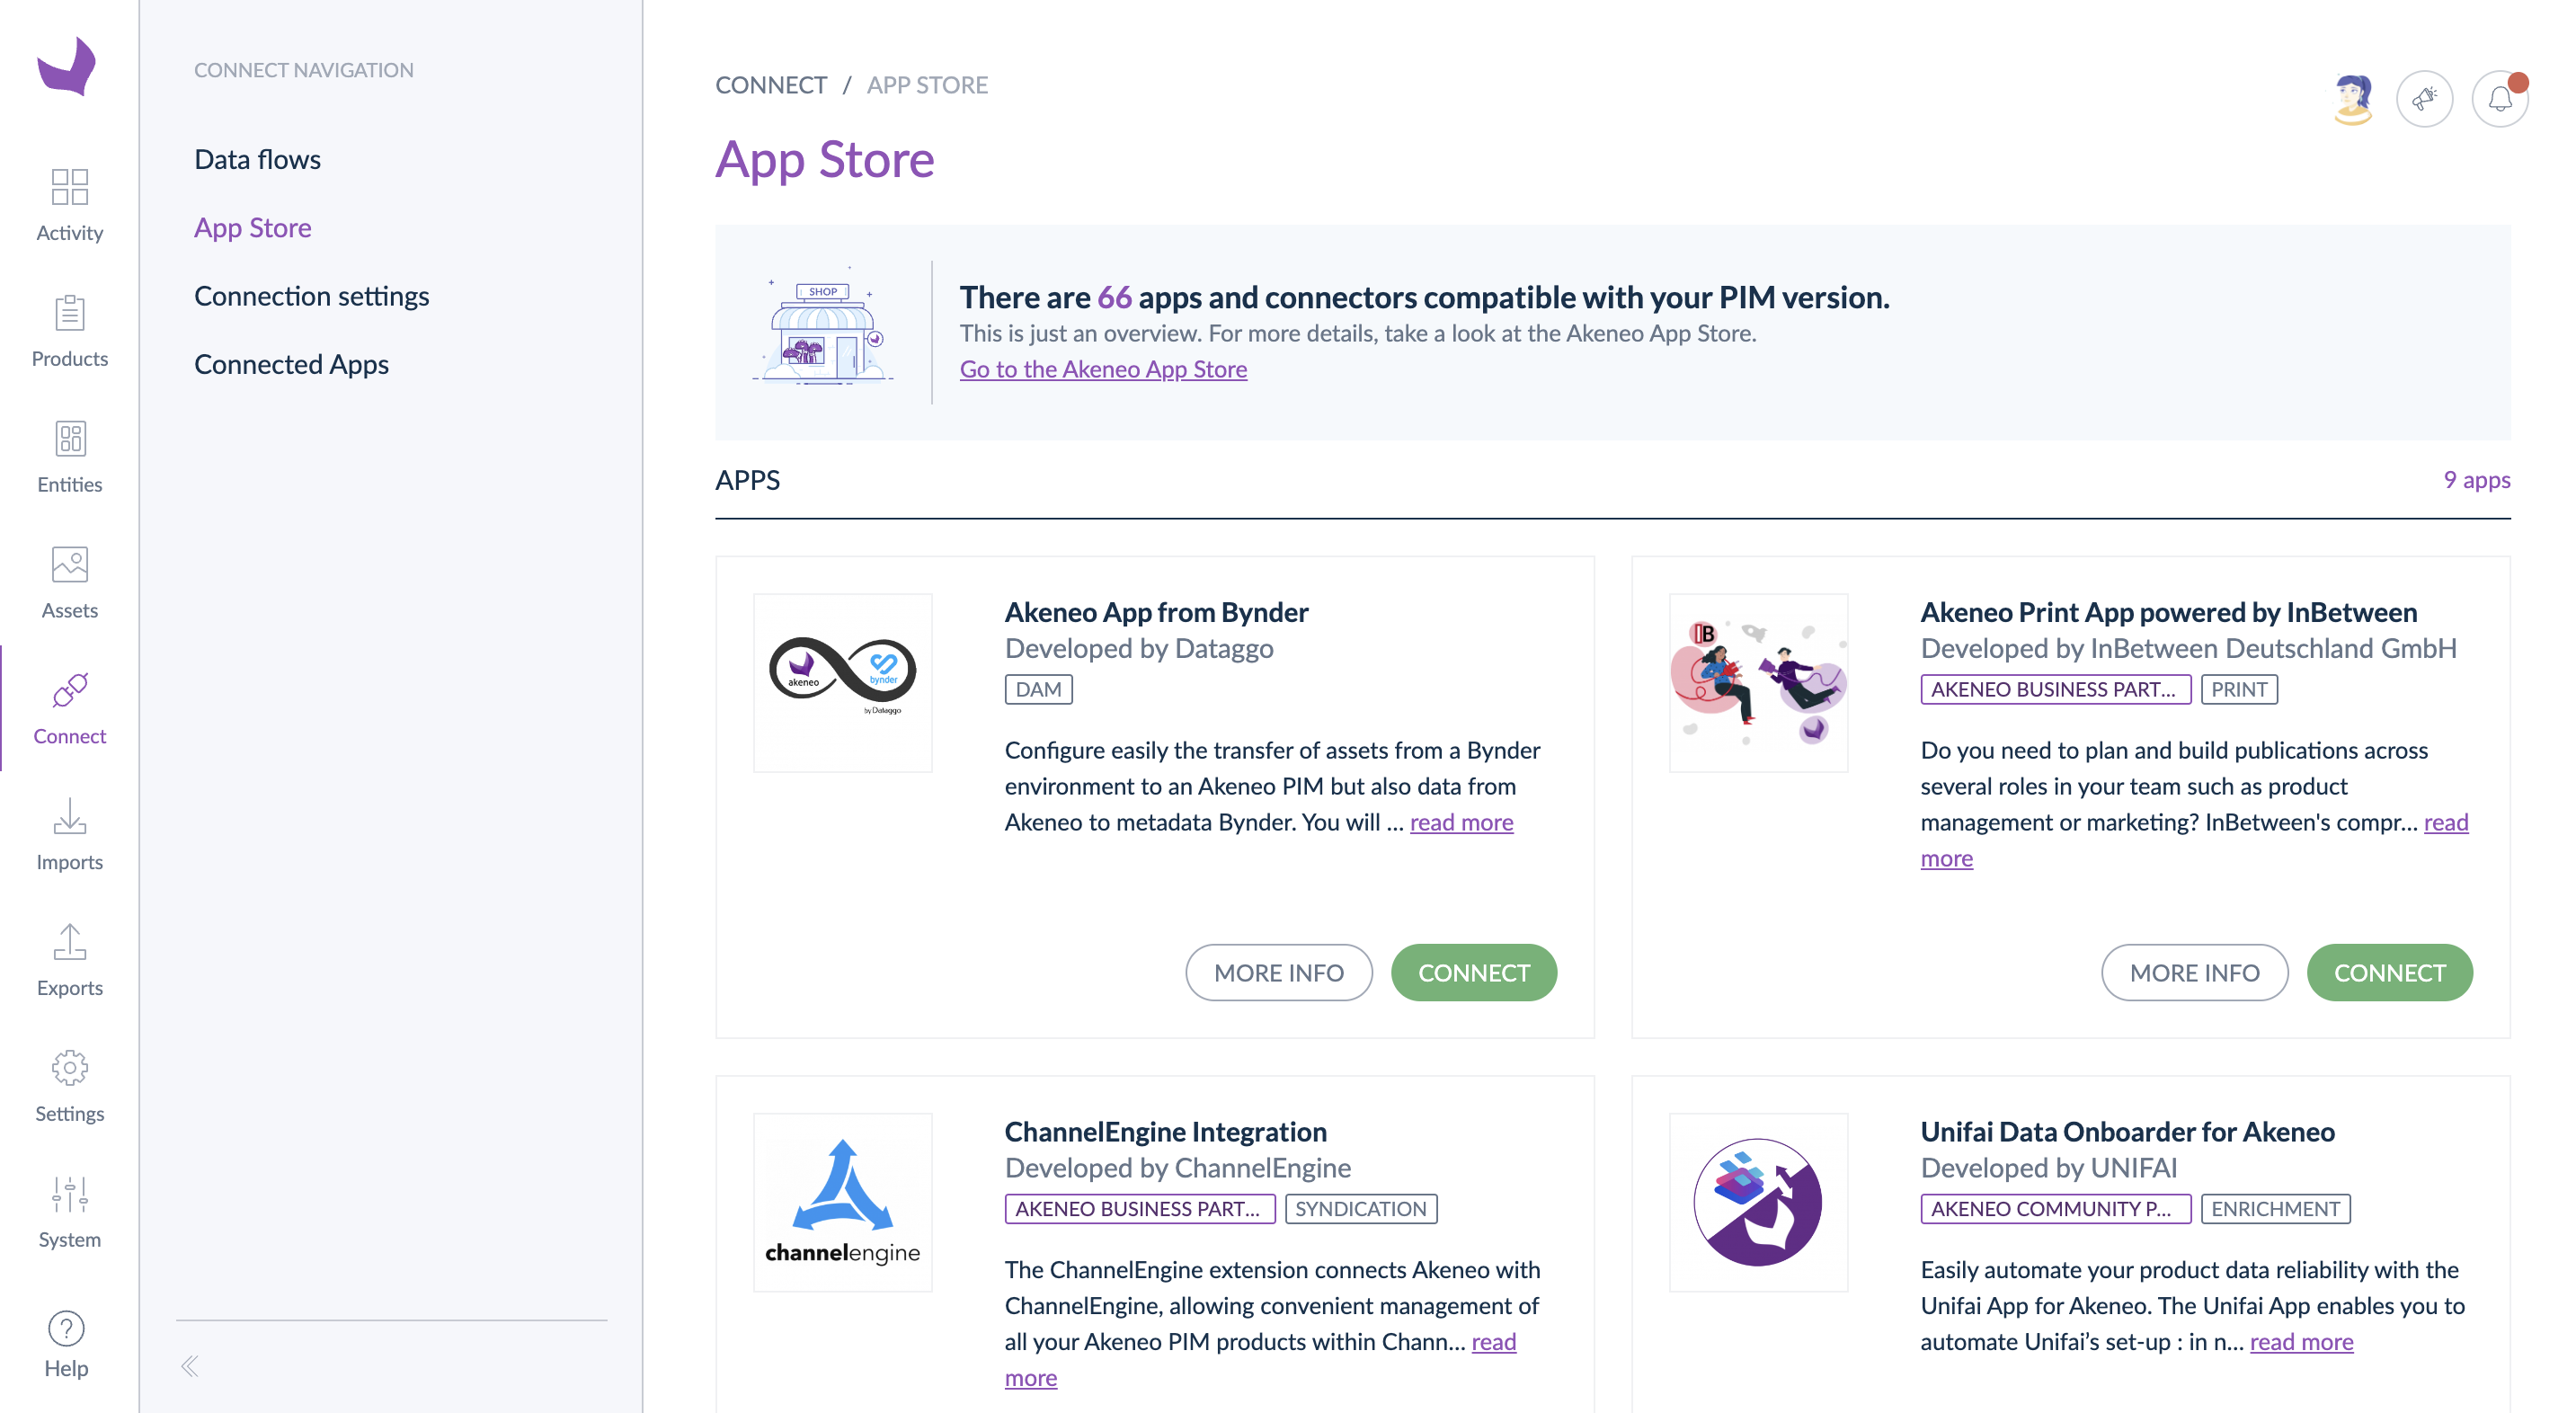 CONNECT NAVIGATION
Data flows
App Store
Connection settings
Connected Apps
Activity
Products
Entities
Assets
Connect
Imports
Exports
Settings
System
Help
CONNECT / APP STORE
App Store
SHOP
There are 66 apps and connectors compatible with your PIM version.
This is just an overview. For more details, take a look at the Akeneo App Store.
Go to the Akeneo App Store
APPS
9 apps
akeneo
bynder
by Dataggo
Akeneo App from Bynder
Developed by Dataggo
DAM
Configure easily the transfer of assets from a Bynder
environment to an Akeneo PIM but also data from
Akeneo to metadata Bynder. You will ... read more
MORE INFO
CONNECT
IB
Akeneo Print App powered by InBetween
Developed by InBetween Deutschland GmbH
AKENEO BUSINESS PART... PRINT
Do you need to plan and build publications across
several roles in your team such as product
management or marketing? InBetween's compr... read
more
MORE INFO
CONNECT
channelengine
ChannelEngine Integration
Developed by ChannelEngine
AKENEO BUSINESS PART... SYNDICATION
The ChannelEngine extension connects Akeneo with
ChannelEngine, allowing convenient management of
all your Akeneo PIM products within Chann... read
more
Unifai Data Onboarder for Akeneo
Developed by UNIFAI
AKENEO COMMUNITY P... ENRICHMENT
Easily automate your product data reliability with the
Unifai App for Akeneo. The Unifai App enables you to
automate Unifai’s set-up : in n... read more